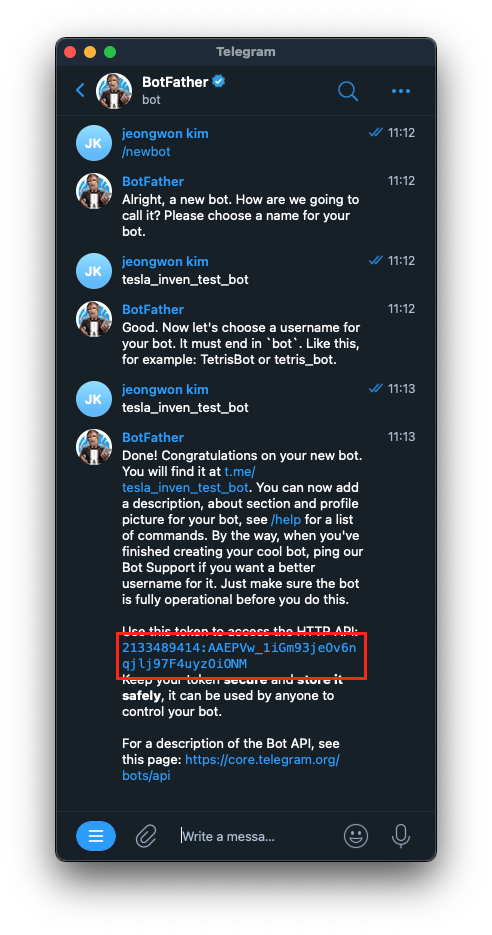 Telegram
BotFather
bot
JK
jeongwon kim 11:12
/newbot
BotFather 11:12
Alright, a new bot. How are we going to
call it? Please choose a name for your
bot.
JK
jeongwon kim 11:12
tesla_inven_test_bot
BotFather 11:12
Good. Now let's choose a username for
your bot. It must end in `bot`. Like this,
for example: TetrisBot or tetris_bot.
JK
jeongwon kim 11:13
tesla_inven_test_bot
BotFather 11:13
Done! Congratulations on your new bot.
You will find it at t.me/
tesla_inven_test_bot. You can now add
a description, about section and profile
picture for your bot, see /help for a list
of commands. By the way, when you've
finished creating your cool bot, ping our
Bot Support if you want a better
username for it. Just make sure the bot
is fully operational before you do this.
Use this token to access the HTTP API:
2133489414:AAEPVw_1iGm93jeOv6n
qjlj97F4uyzOiONM
Keep your token secure and store it
safely, it can be used by anyone to
control your bot.
For a description of the Bot API, see
this page: https://core.telegram.org/
bots/api
Write a messa...